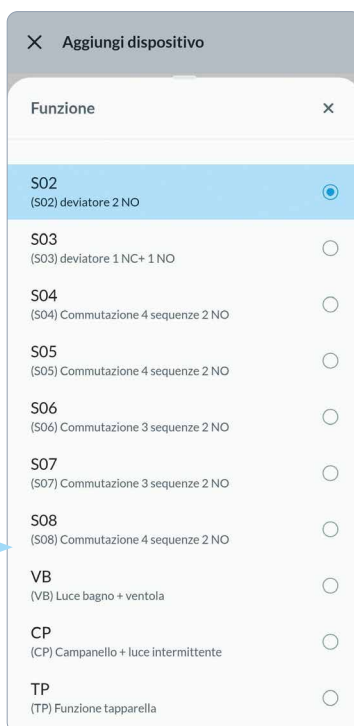 Aggiungi dispositivo
Funzione
S02
(S02) deviatore 2 NO
S03
(S03) deviatore 1 NC+ 1 NO
S04
(S04) Commutazione 4 sequenze 2 NO
S05
(S05) Commutazione 4 sequenze 2 NO
S06
(S06) Commutazione 3 sequenze 2 NO
S07
(S07) Commutazione 3 sequenze 2 NO
S08
(S08) Commutazione 4 sequenze 2 NO
VB
(VB) Luce bagno + ventola
CP
(CP) Campanello + luce intermittente
TP
(TP) Funzione tapparella